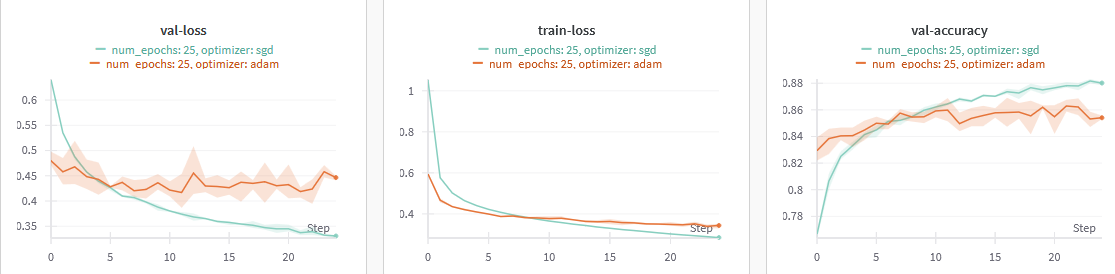 val-loss
num_epochs: 25, optimizer: sgd
num_epochs: 25, optimizer: adam
0.6
0.55
0.5
0.45
0.4
0.35
Step
0 5 10 15 20
train-loss
num_epochs: 25, optimizer: sgd
num_epochs: 25, optimizer: adam
1
0.8
0.6
0.4
Step
0 5 10 15 20
val-accuracy
num_epochs: 25, optimizer: sgd
num_epochs: 25, optimizer: adam
0.88
0.86
0.84
0.82
0.8
0.78
Step
0 5 10 15 20